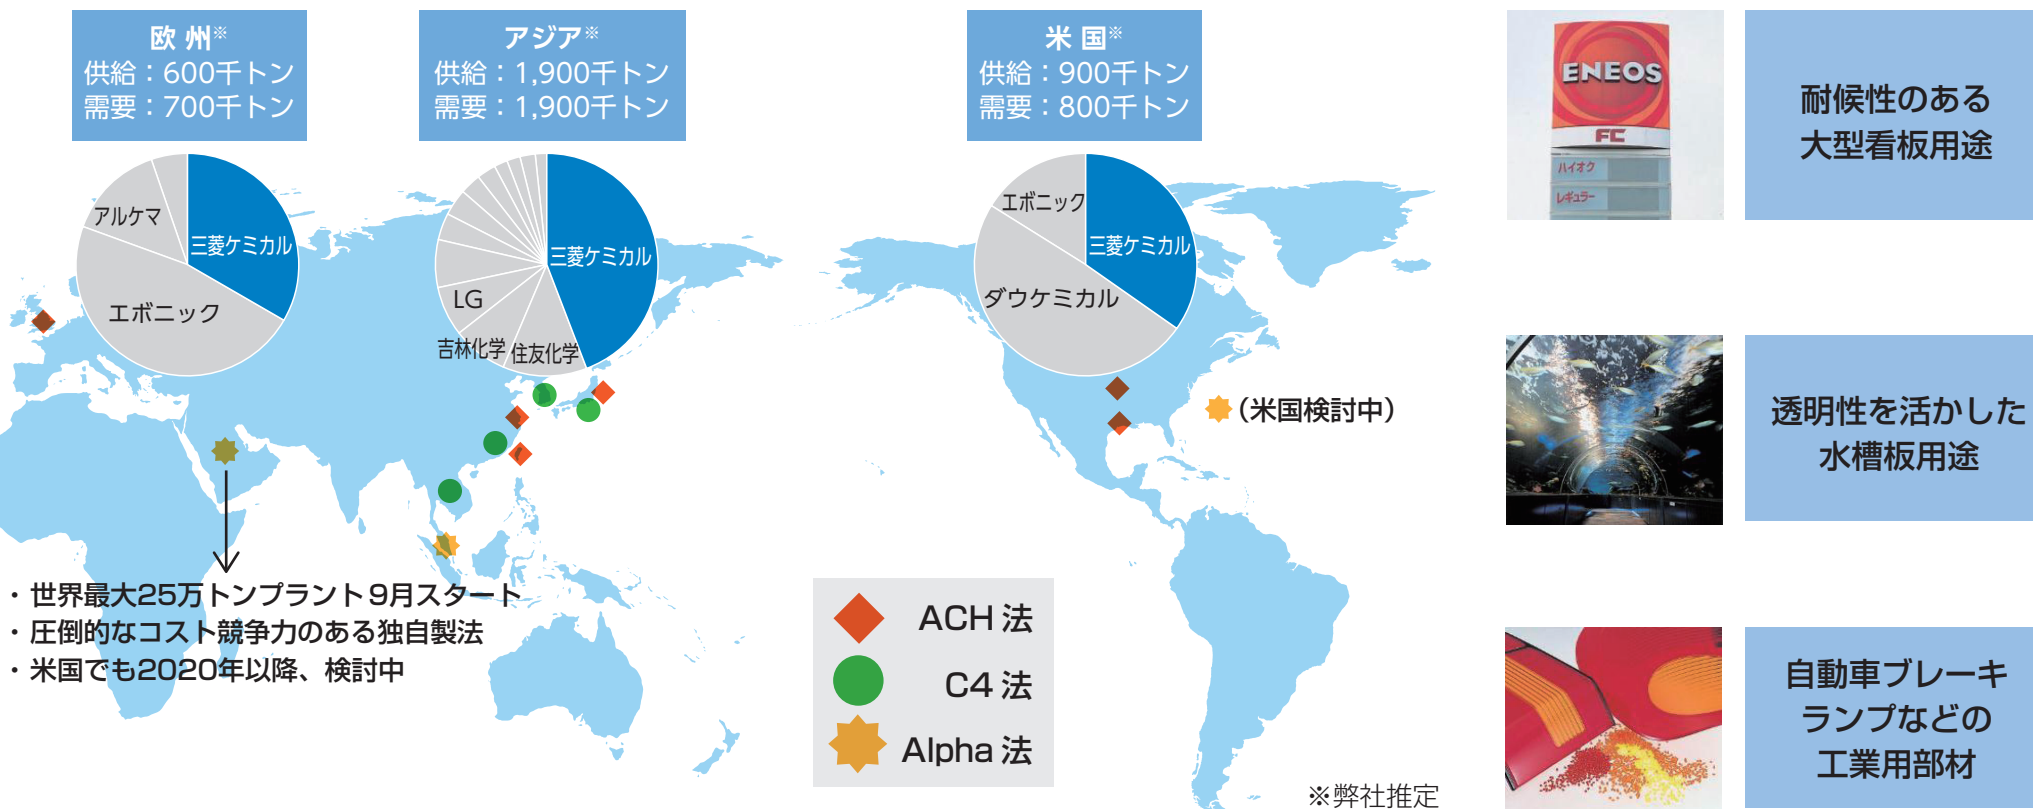 欧 州※
供給：600千トン
需要：700千トン
アジア※
供給：1,900千トン
需要：1,900千トン
米 国※
供給：900千トン
需要：800千トン
アルケマ
三菱ケミカル
エボニック
三菱ケミカル
LG
吉林化学
住友化学
エボニック
三菱ケミカル
ダウケミカル
（米国検討中）
・世界最大25万トンプラント9月スタート
・圧倒的なコスト競争力のある独自製法
・米国でも2020年以降、検討中
ACH 法
C4 法
Alpha 法
※弊社推定
ENEOS
FC
ハイオク
レギュラー
耐候性のある
大型看板用途
透明性を活かした
水槽板用途
自動車ブレーキ
ランプなどの
工業用部材